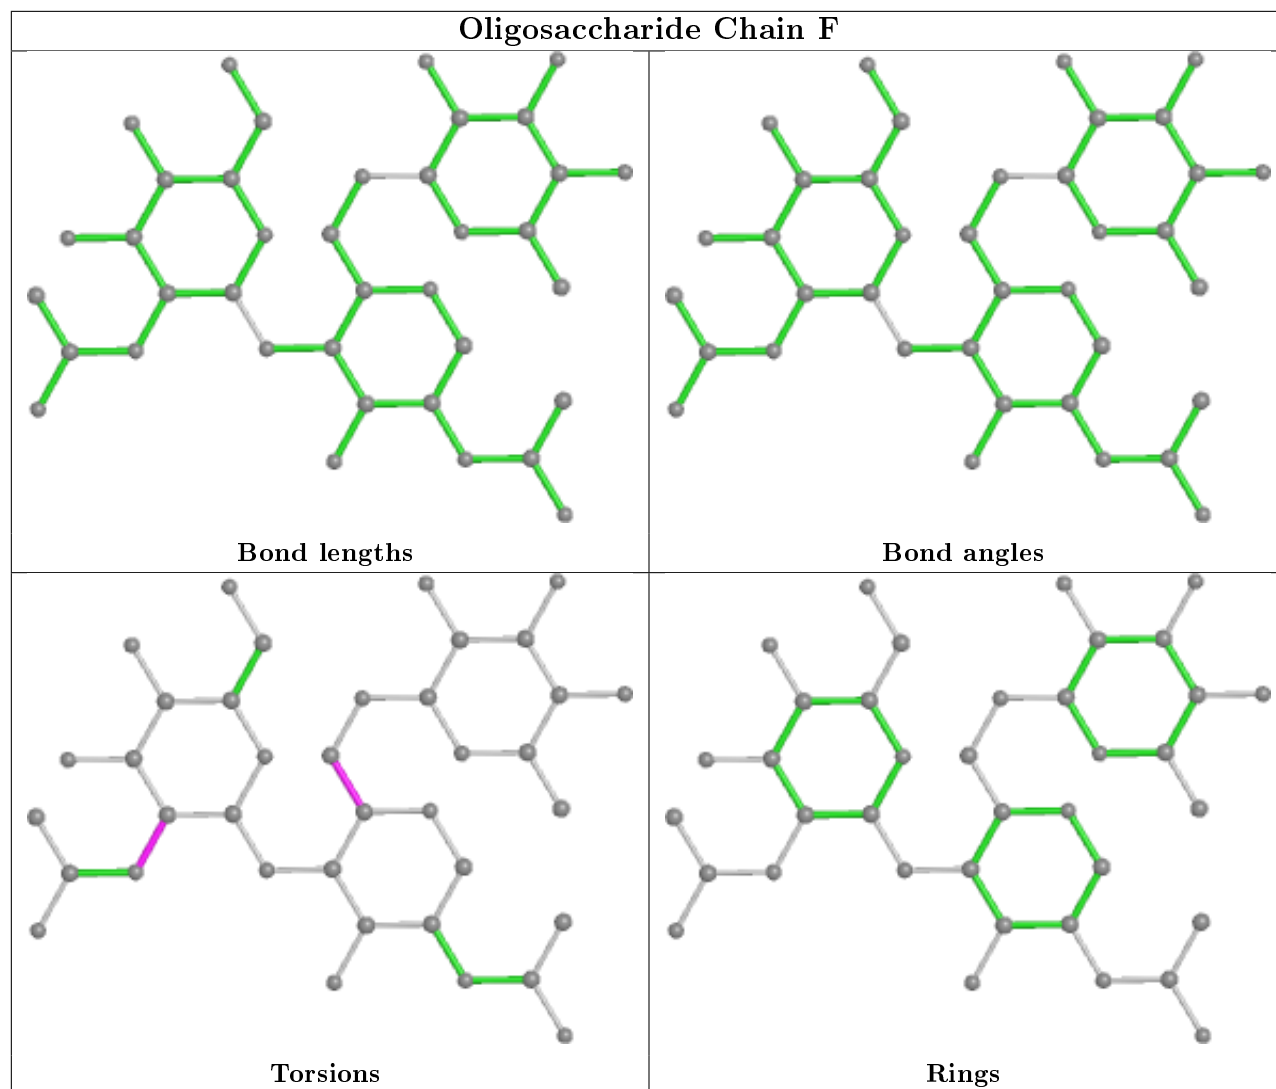 Oligosaccharide Chain F
Bond lengths
Bond angles
Torsions
Rings